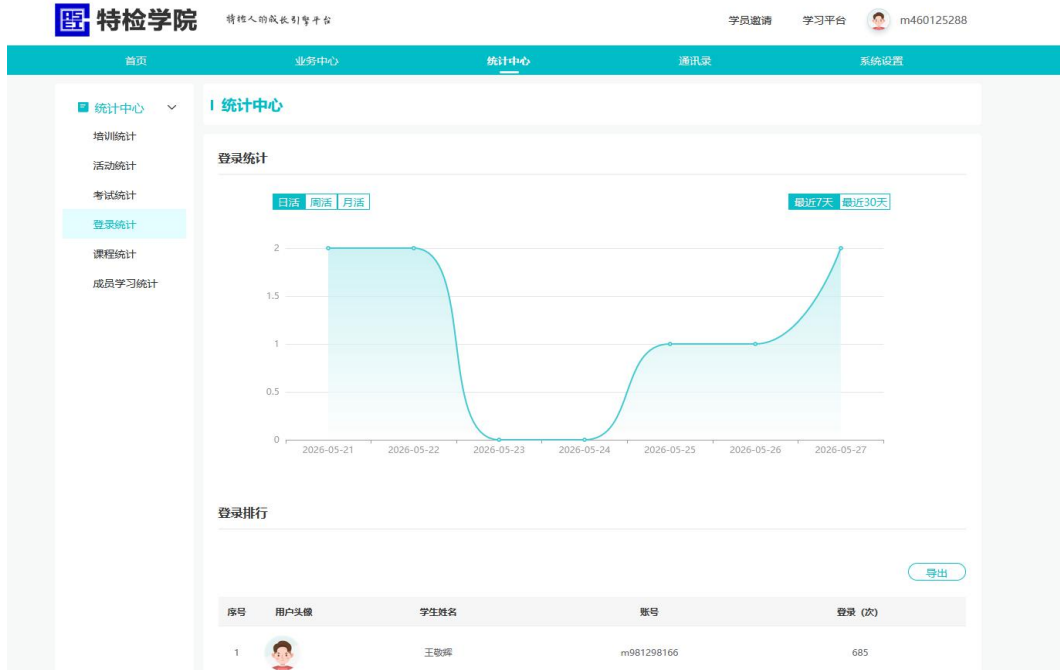 特检学院 特检人的成长引擎平台 学员邀请 学习平台 m460125288
首页 业务中心 统计中心 通讯录 系统设置
统计中心
培训统计
活动统计
考试统计
登录统计
课程统计
成员学习统计
统计中心
登录统计
日活 周活 月活 最近7天 最近30天
2
1.5
1
0.5
0
2026-05-21 2026-05-22 2026-05-23 2026-05-24 2026-05-25 2026-05-26 2026-05-27
登录排行
导出
序号 用户头像 学生姓名 账号 登录（次）
1 王敬辉 m981298166 685